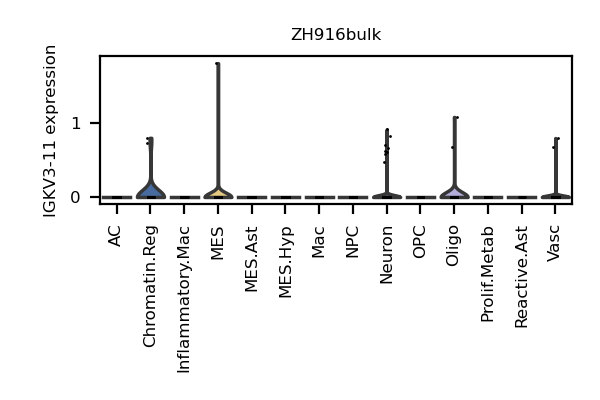 ZH916bulk
IGKV3-11 expression
1
0
AC
Chromatin.Reg
Inflammatory.Mac
MES
MES.Ast
MES.Hyp
Mac
NPC
Neuron
OPC
Oligo
Prolif.Metab
Reactive.Ast
Vasc